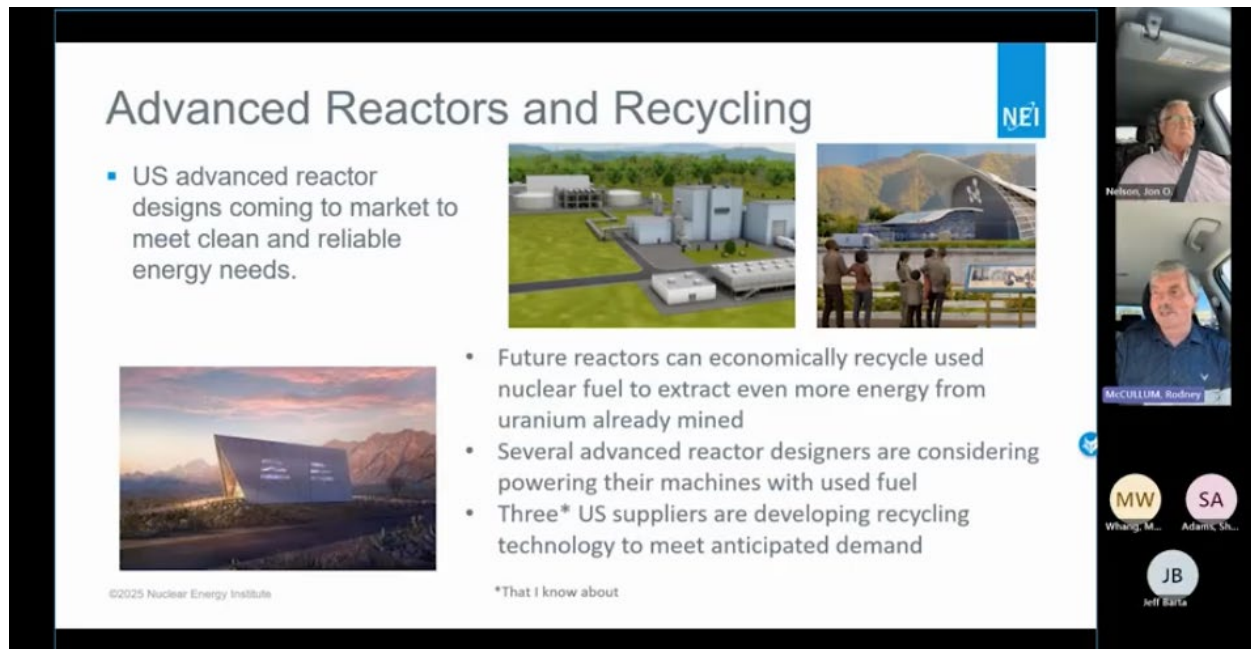 Advanced Reactors and Recycling
NEI
▪ US advanced reactor
designs coming to market to
meet clean and reliable
energy needs.
• Future reactors can economically recycle used
nuclear fuel to extract even more energy from
uranium already mined
• Several advanced reactor designers are considering
powering their machines with used fuel
• Three* US suppliers are developing recycling
technology to meet anticipated demand
©2025 Nuclear Energy Institute
*That I know about
Nelson, Jon O.
McCULLUM, Rodney
MW
Whang, M...
SA
Adams, Sh...
JB
Jeff Barta